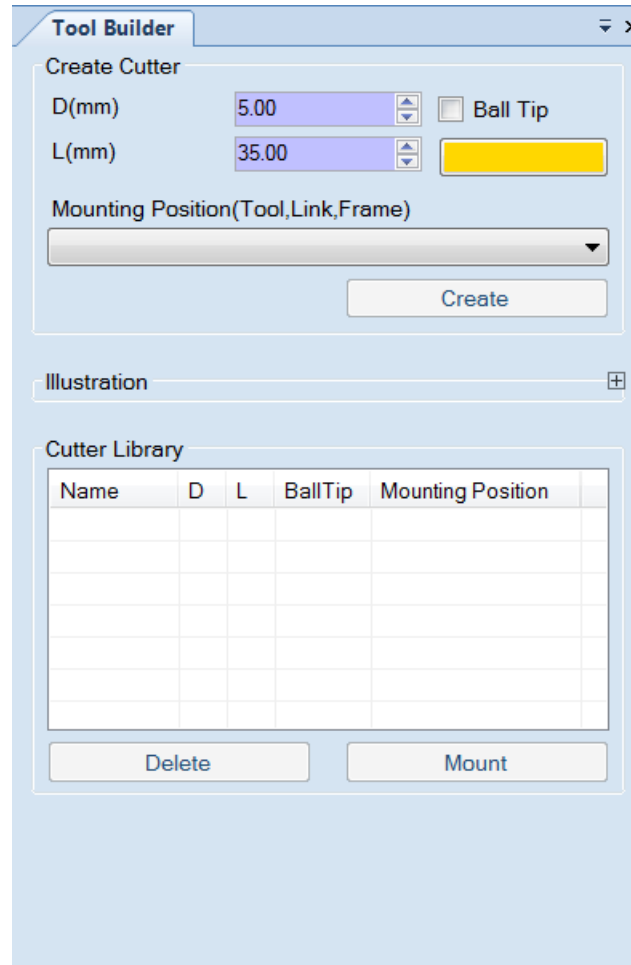 Tool Builder
Create Cutter
D(mm) 5.00 Ball Tip
L(mm) 35.00
Mounting Position(Tool,Link,Frame)
Create
Illustration
Cutter Library
Name D L BallTip Mounting Position
Delete Mount